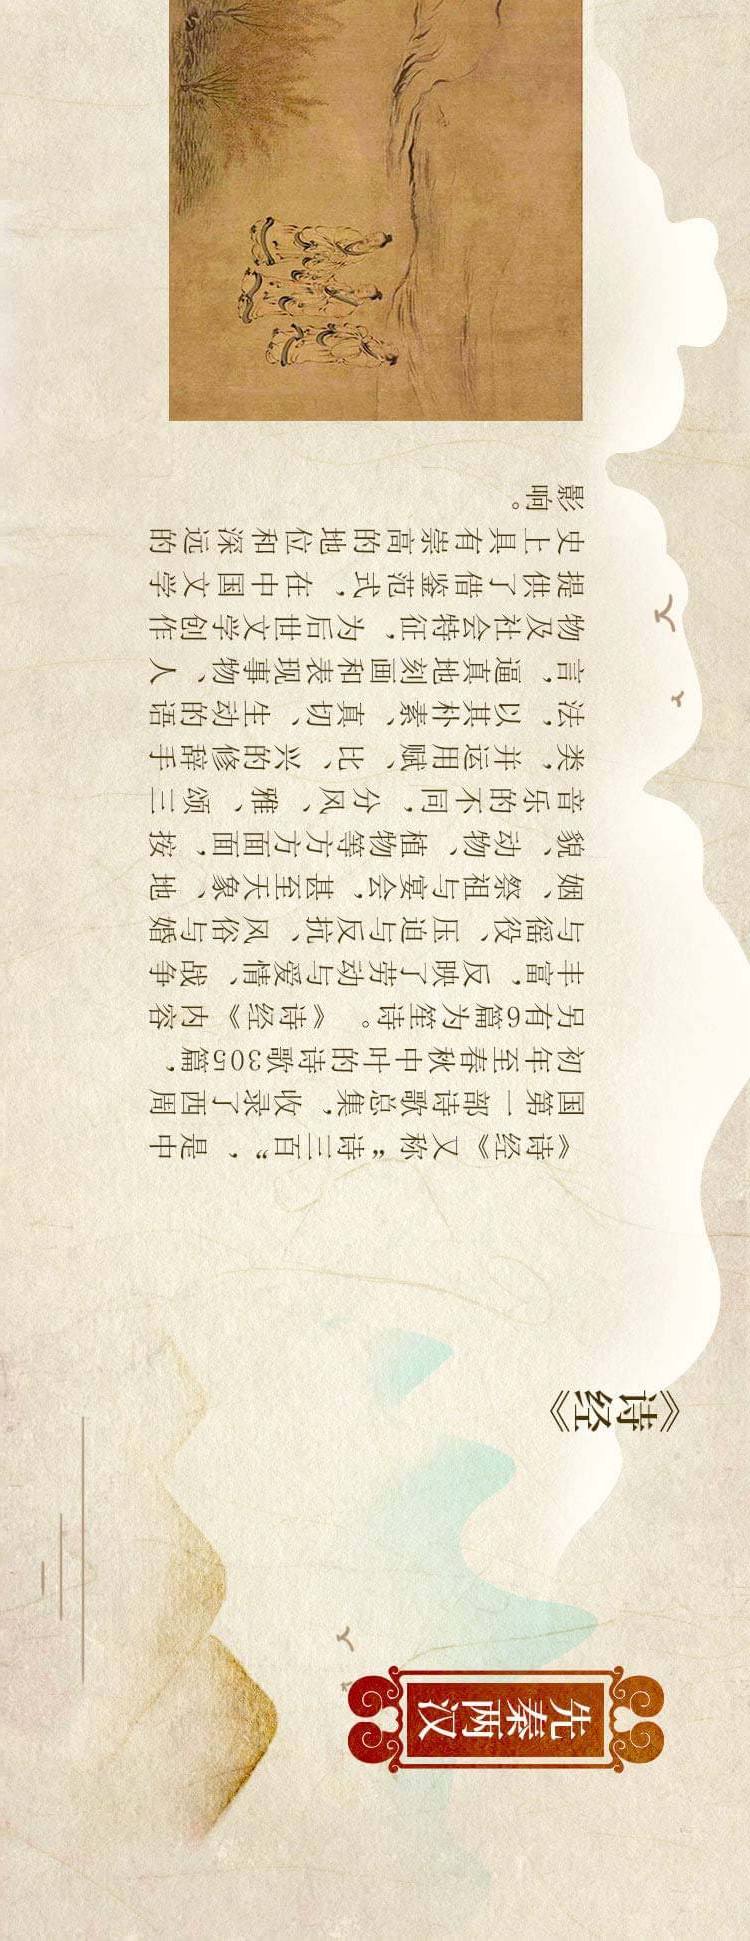 先秦两汉
《诗经》
《诗经》又称“诗三百”，是中
国第一部诗歌总集，收录了西周
初年至春秋中叶的诗歌305篇，
另有6篇为笙诗。《诗经》内容
丰富，反映了劳动与爱情、战争
与徭役、压迫与反抗、风俗与婚
姻、祭祖与宴会，甚至天象、地
貌、动物、植物等方方面面，按
音乐的不同，分风、雅、颂三
类，并运用赋、比、兴的修辞手
法，以其朴素、真切、生动的语
言，逼真地刻画和表现事物、人
物及社会特征，为后世文学创作
提供了借鉴范式，在中国文学
史上具有崇高的地位和深远的
影响。